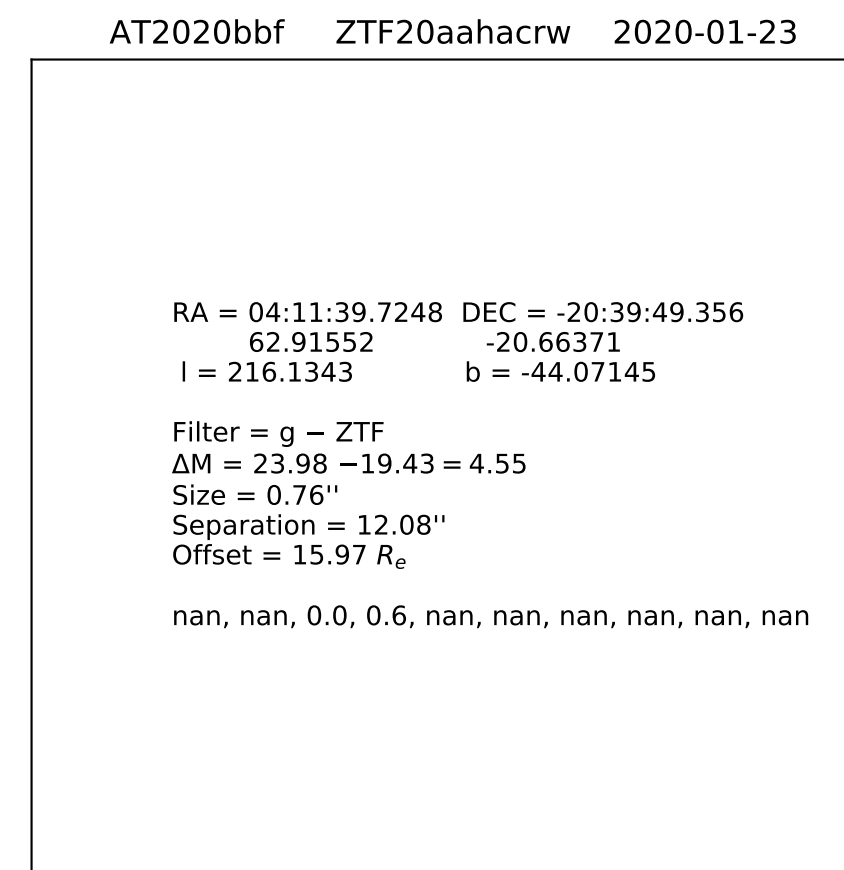 AT2020bbf ZTF20aahacrw 2020-01-23
RA = 04:11:39.7248 DEC = -20:39:49.356
62.91552 -20.66371
l = 216.1343 b = -44.07145
Filter = g − ZTF
ΔM = 23.98 −19.43 = 4.55
Size = 0.76''
Separation = 12.08''
Offset = 15.97 Re
nan, nan, 0.0, 0.6, nan, nan, nan, nan, nan, nan